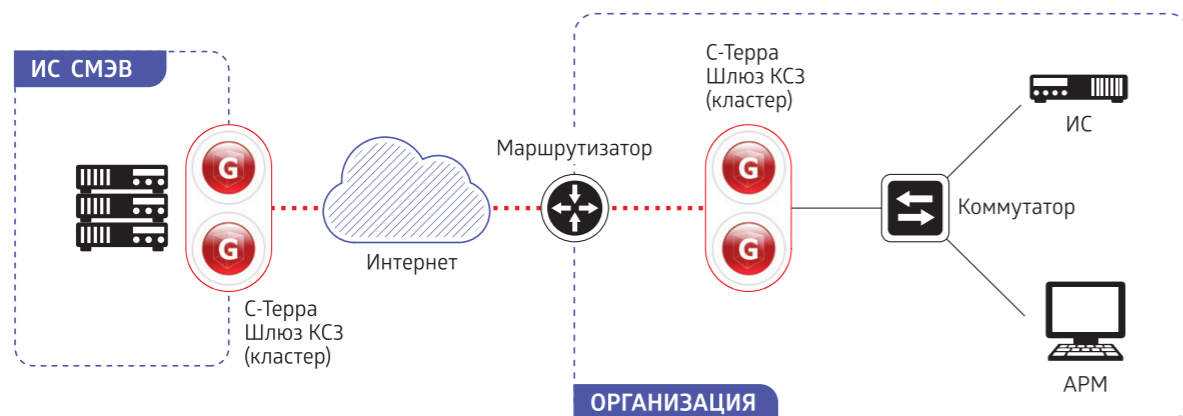 ИС СМЭВ
G
G
С-Терра
Шлюз КС3
(кластер)
Интернет
Маршрутизатор
С-Терра
Шлюз КС3
(кластер)
G
G
ИС
Коммутатор
АРМ
ОРГАНИЗАЦИЯ